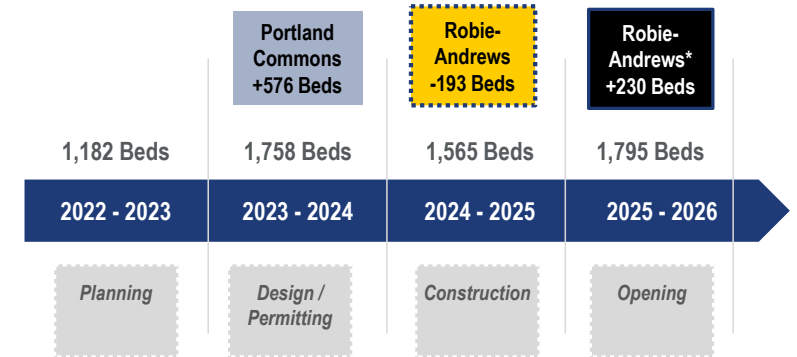 Portland
Commons
+576 Beds
Robie-
Andrews
-193 Beds
Robie-
Andrews*
+230 Beds
1,182 Beds
1,758 Beds
1,565 Beds
1,795 Beds
2022 - 2023
2023 - 2024
2024 - 2025
2025 - 2026
Planning
Design /
Permitting
Construction
Opening